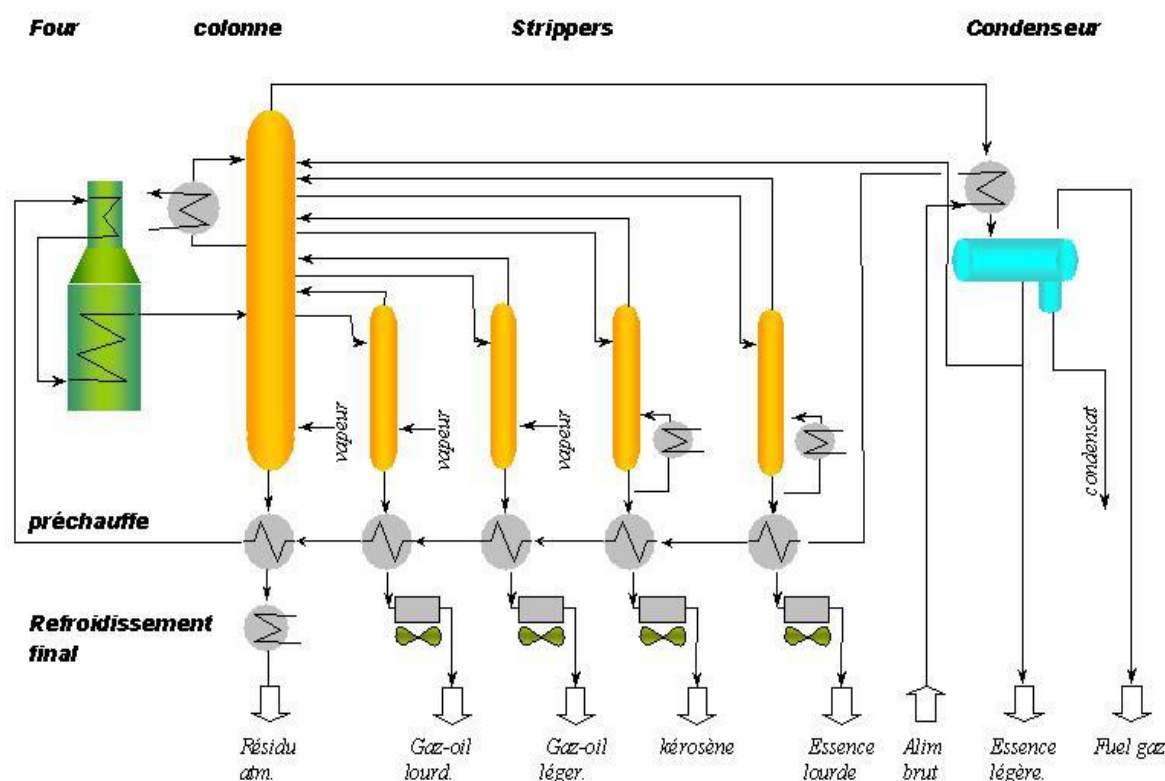 Four
colonne
Strippers
Condenseur
vapeur
vapeur
vapeur
condensat
préchauffe
Refroidissement
final
Résidu
atm.
Gaz-oil
lourd.
Gaz-oil
léger.
kérosène
Essence
lourde
Alim
brut
Essence
légère.
Fuel gaz